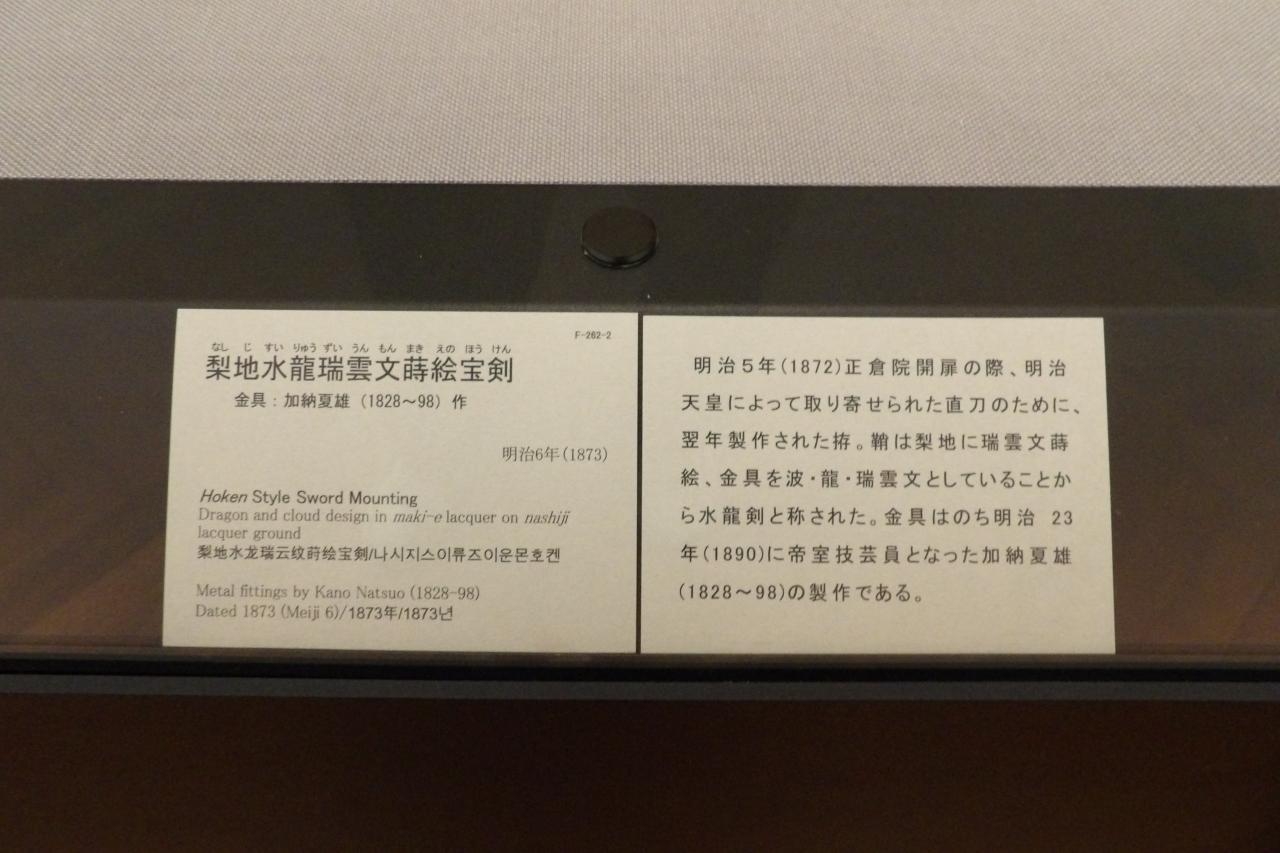 F-262-2
なし じ すい りゅう ずい うん もん まき えの ほう けん
梨地水龍瑞雲文蒔絵宝剣
金具：加納夏雄（1828～98）作
明治6年(1873)
Hoken Style Sword Mounting
Dragon and cloud design in maki-e lacquer on nashiji
lacquer ground
梨地水龙瑞云纹莳绘宝剑/나시지스이류즈이운몬호켄
Metal fittings by Kano Natsuo (1828-98)
Dated 1873 (Meiji 6)/1873年/1873년
明治５年(1872)正倉院開扉の際、明治
天皇によって取り寄せられた直刀のために、
翌年製作された拵。鞘は梨地に瑞雲文蒔
絵、金具を波・龍・瑞雲文としていることか
ら水龍剣と称された。金具はのち明治 23
年(1890)に帝室技芸員となった加納夏雄
(1828～98)の製作である。